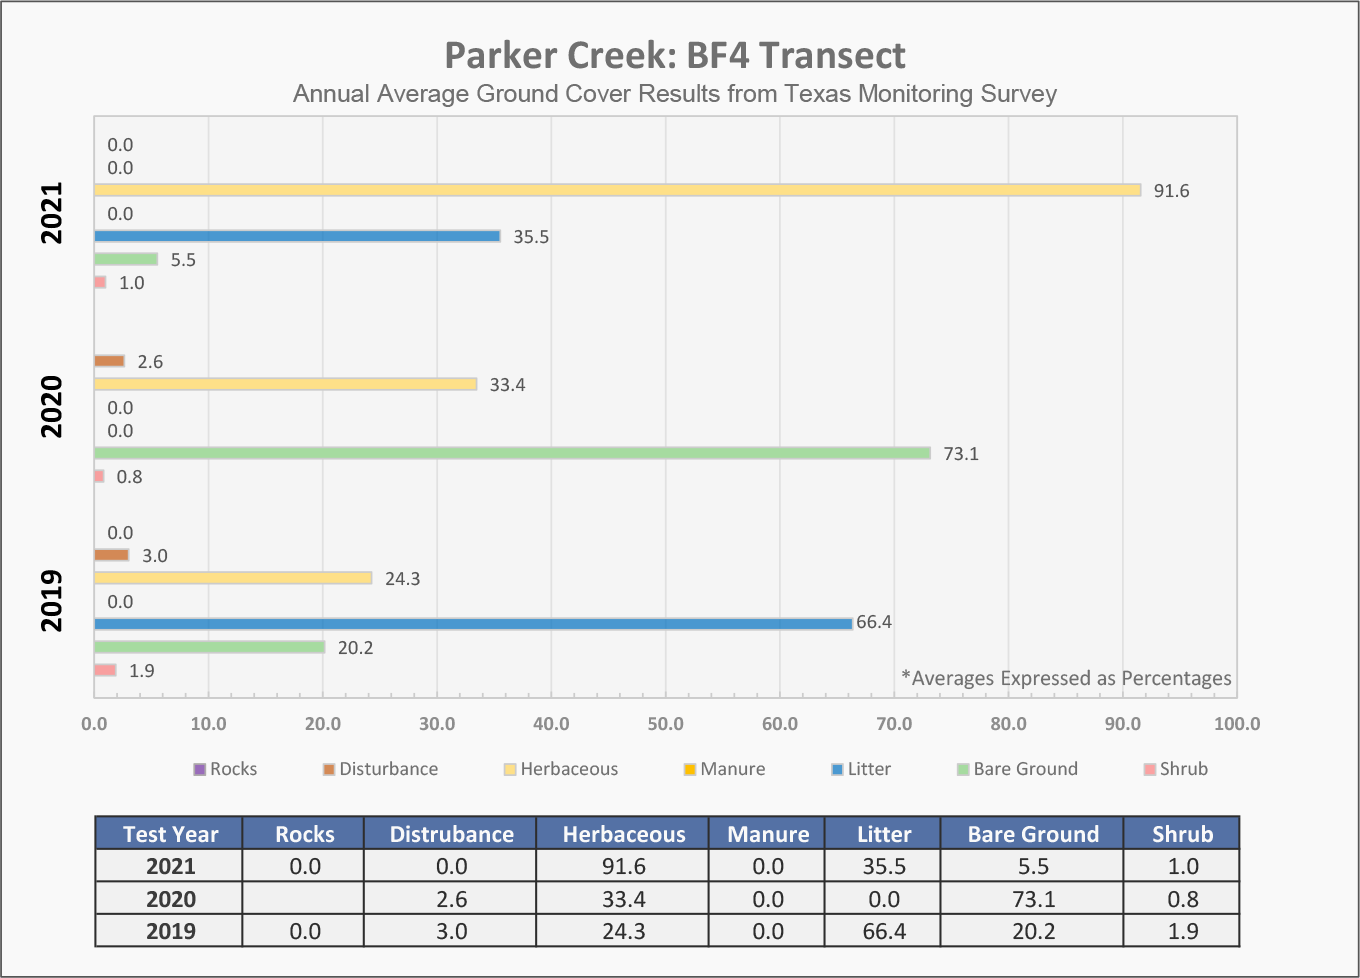 Parker Creek: BF4 Transect
Annual Average Ground Cover Results from Texas Monitoring Survey
2021
0.0
0.0
91.6
0.0
35.5
5.5
1.0
2020
2.6
33.4
0.0
0.0
73.1
0.8
2019
0.0
3.0
24.3
0.0
66.4
20.2
1.9
*Averages Expressed as Percentages
0.0 10.0 20.0 30.0 40.0 50.0 60.0 70.0 80.0 90.0 100.0
Rocks Disturbance Herbaceous Manure Litter Bare Ground Shrub
Test Year Rocks Distrubance Herbaceous Manure Litter Bare Ground Shrub
2021 0.0 0.0 91.6 0.0 35.5 5.5 1.0
2020 2.6 33.4 0.0 0.0 73.1 0.8
2019 0.0 3.0 24.3 0.0 66.4 20.2 1.9